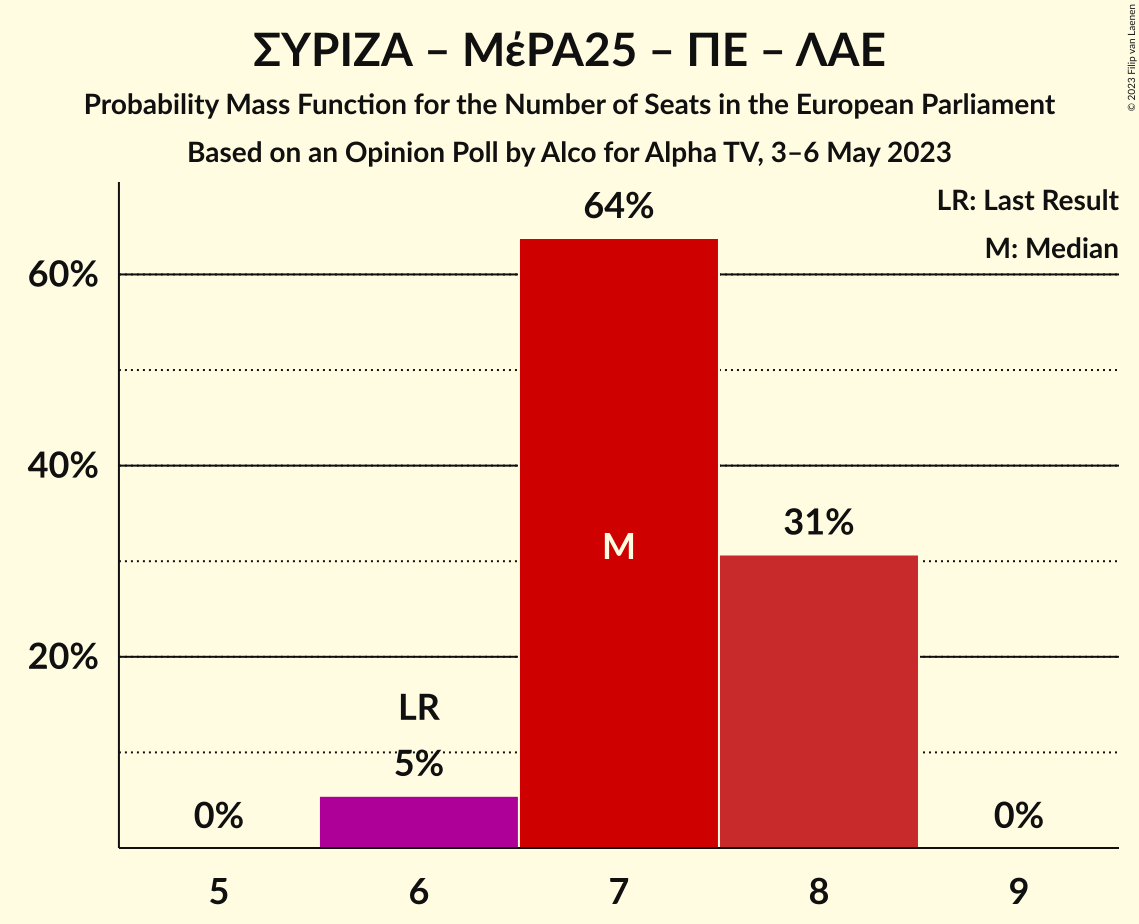 ΣΥΡΙΖΑ – ΜέΡΑ25 – ΠΕ – ΛΑΕ
Probability Mass Function for the Number of Seats in the European Parliament
Based on an Opinion Poll by Alco for Alpha TV, 3–6 May 2023
© 2023 Filip van Laenen
LR: Last Result
M: Median
64%
60%
40%
31%
M
20%
LR
5%
0%
0%
5
6
7
8
9